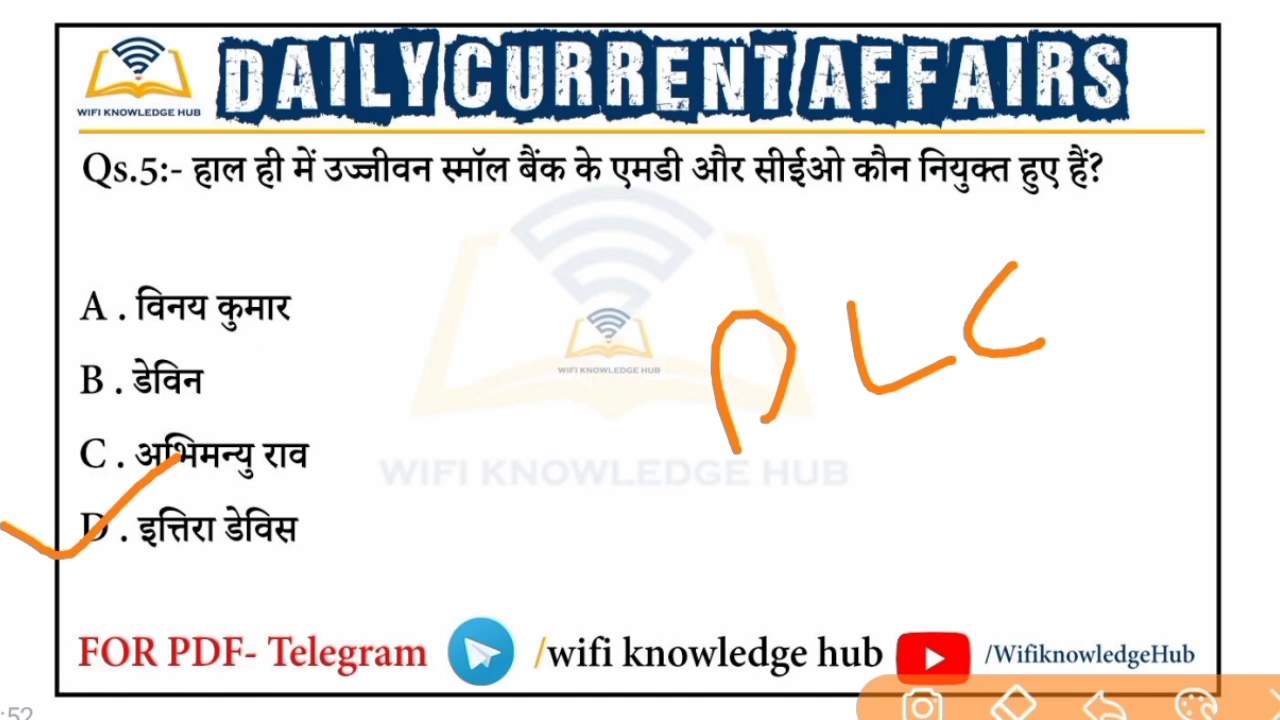 WIFI KNOWLEDGE HUB
DAILY CURRENT AFFAIRS
Qs.5:- हाल ही में उज्जीवन स्मॉल बैंक के एमडी और सीईओ कौन नियुक्त हुए हैं?
A . विनय कुमार
B . डेविन
WIFI KNOWLEDGE HUB
C . अभिमन्यु राव
WIFI KNOWLEDGE HUB
D . इत्तिरा डेविस
FOR PDF- Telegram /wifi knowledge hub /WifiknowledgeHub
:52